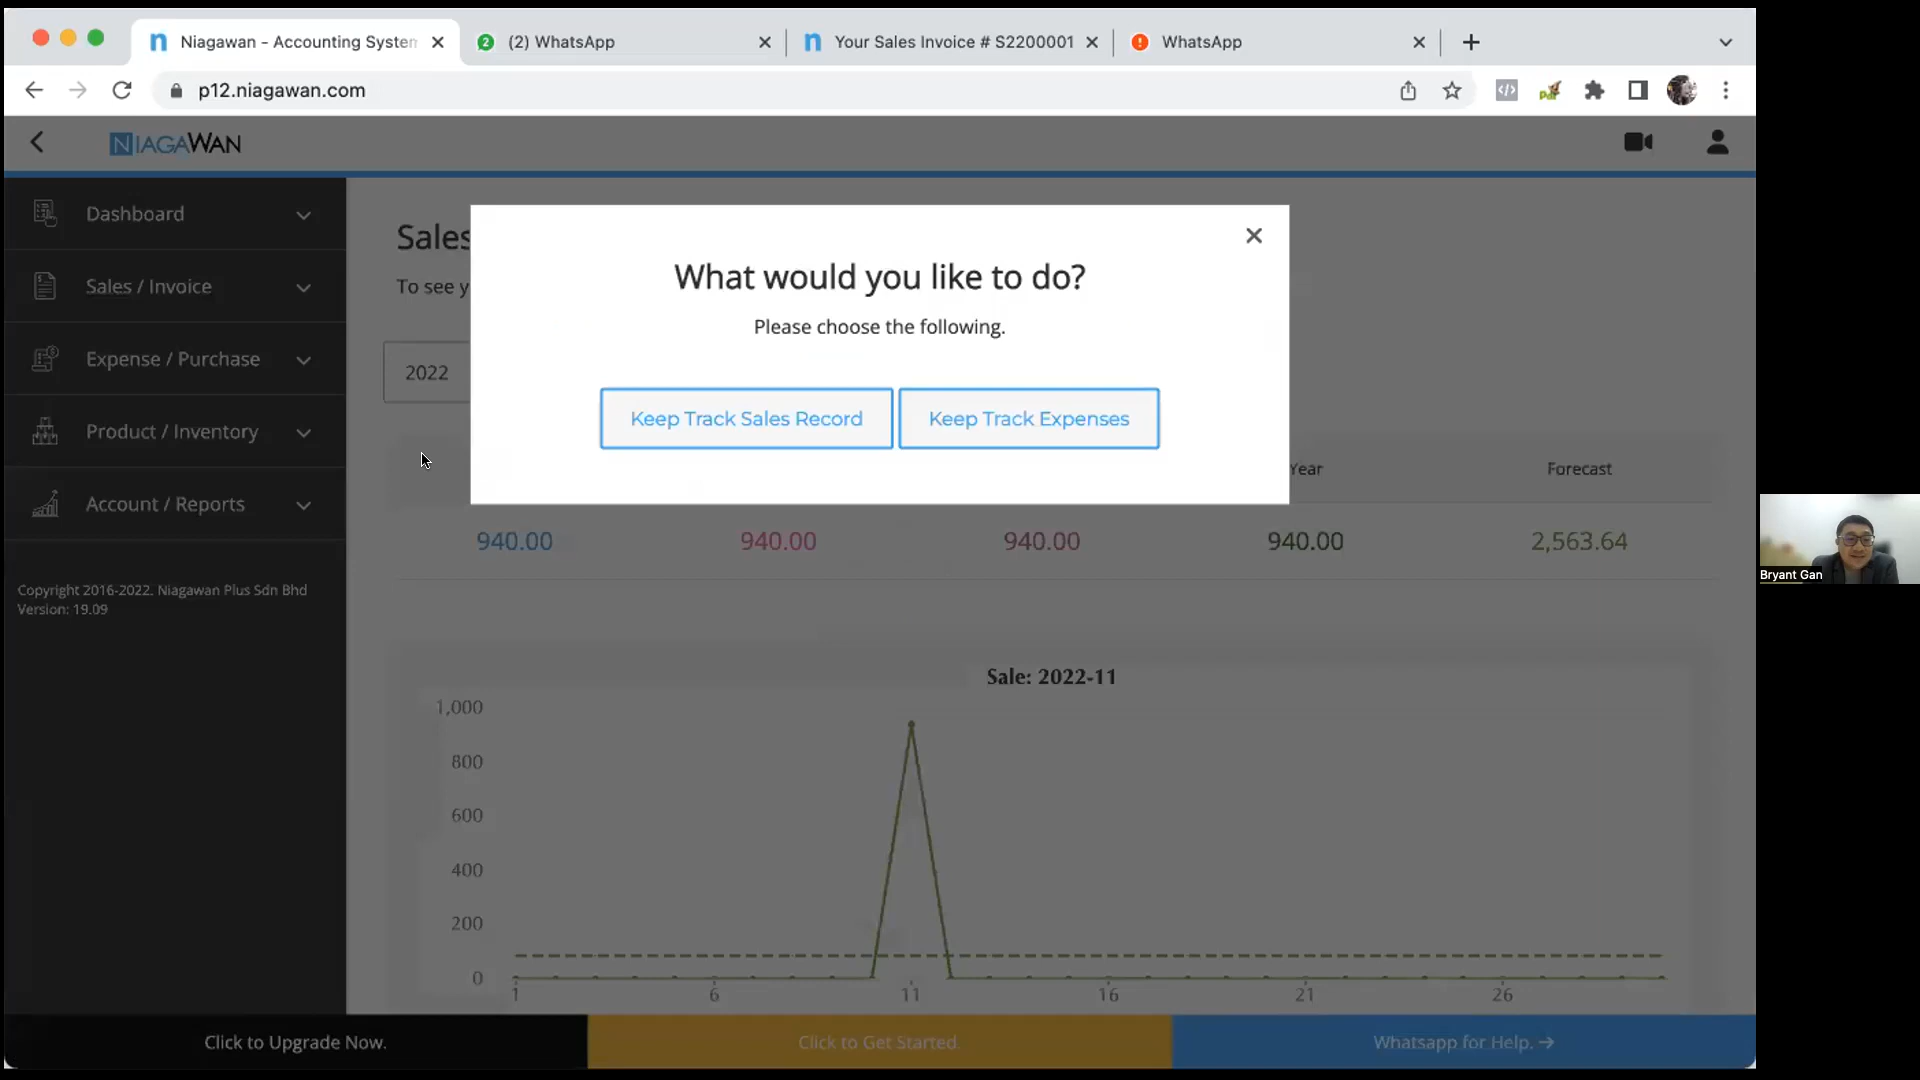 Niagawan - Accounting System
(2) WhatsApp
Your Sales Invoice # S2200001
WhatsApp
p12.niagawan.com
NIAGAWAN
Dashboard
Sales / Invoice
Expense / Purchase
Product / Inventory
Account / Reports
Copyright 2016-2022. Niagawan Plus Sdn Bhd
Version: 19.09
Sales
To see y
2022
What would you like to do?
Please choose the following.
Keep Track Sales Record
Keep Track Expenses
Year
Forecast
940.00
940.00
940.00
940.00
2,563.64
Sale: 2022-11
1,000
800
600
400
200
0
1
6
11
16
21
26
Click to Upgrade Now.
Click to Get Started.
Whatsapp for Help. →
Bryant Gan